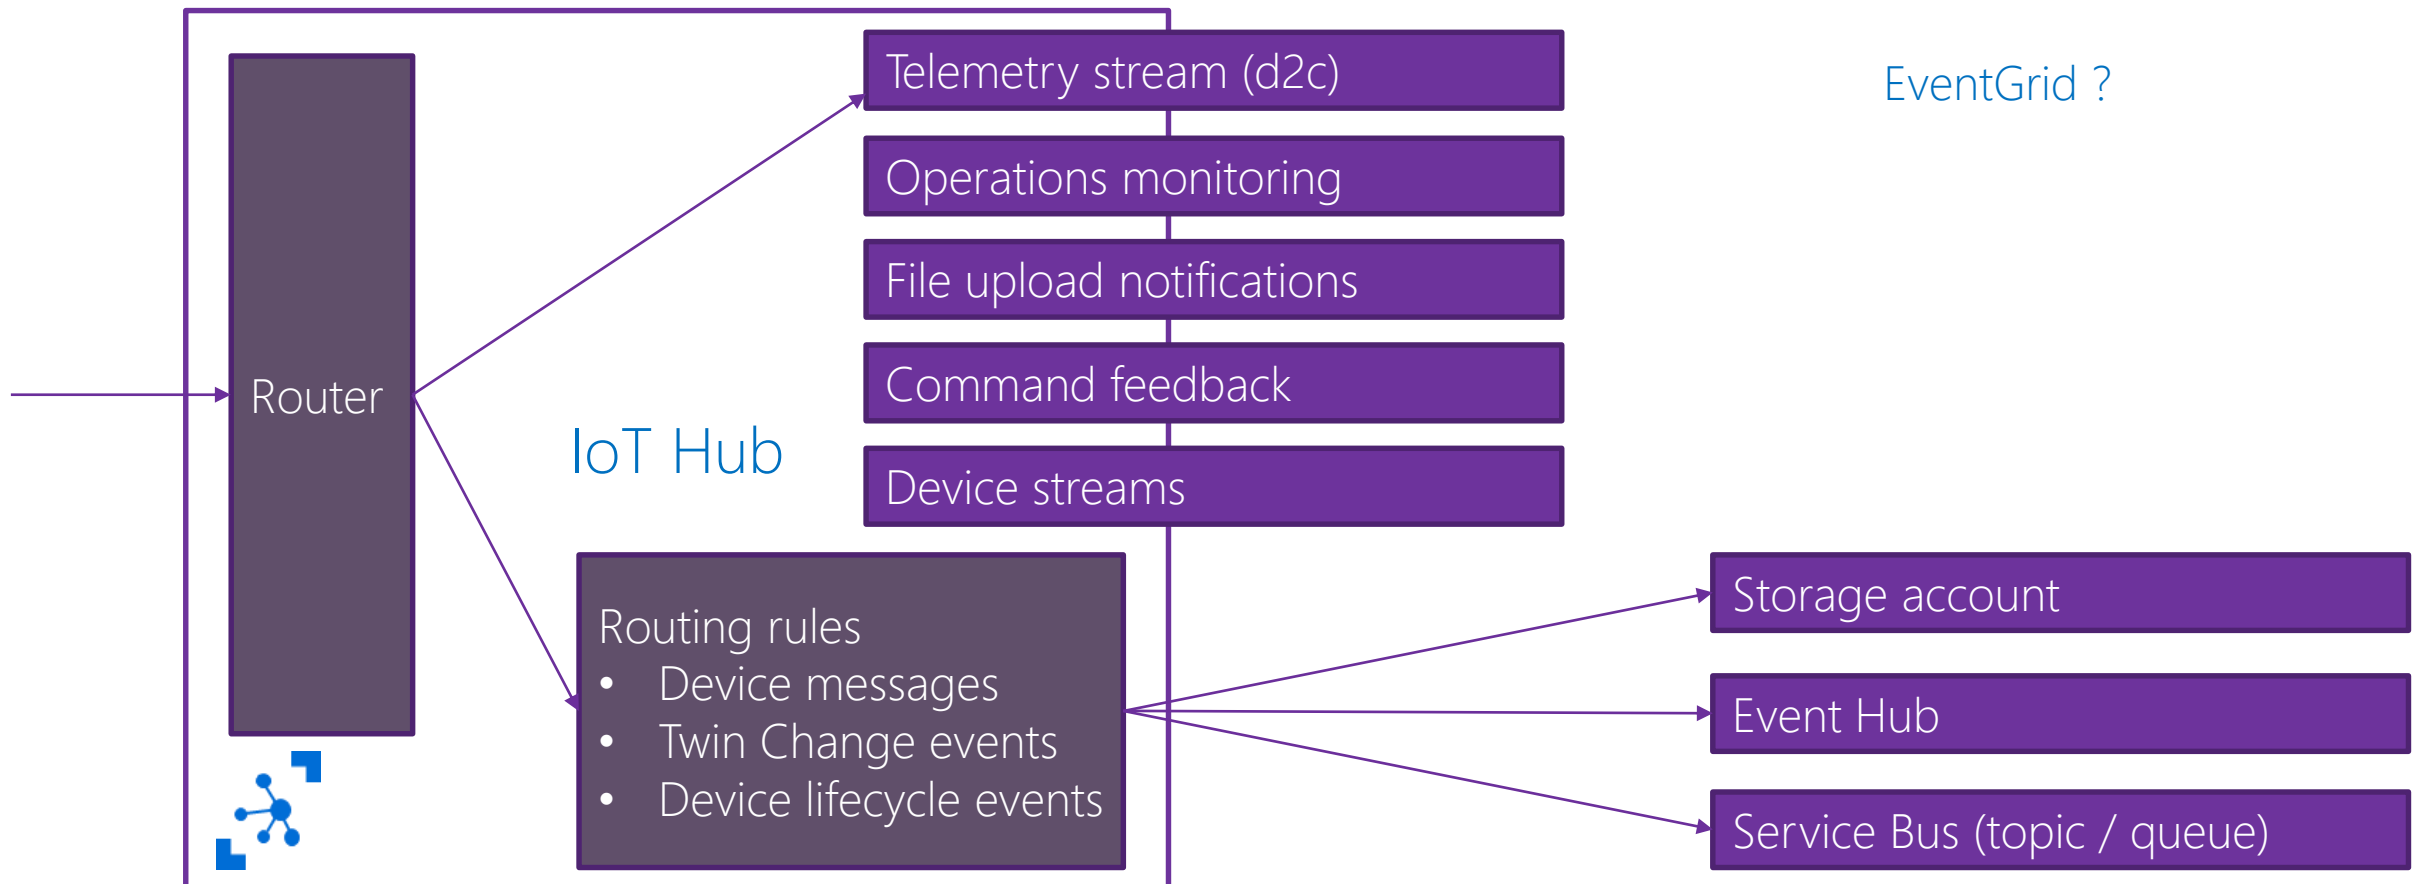 Telemetry stream (d2c)
EventGrid ?
Operations monitoring
File upload notifications
Router
Command feedback
IoT Hub
Device streams
Routing rules
• Device messages
• Twin Change events
• Device lifecycle events
Storage account
Event Hub
Service Bus (topic / queue)